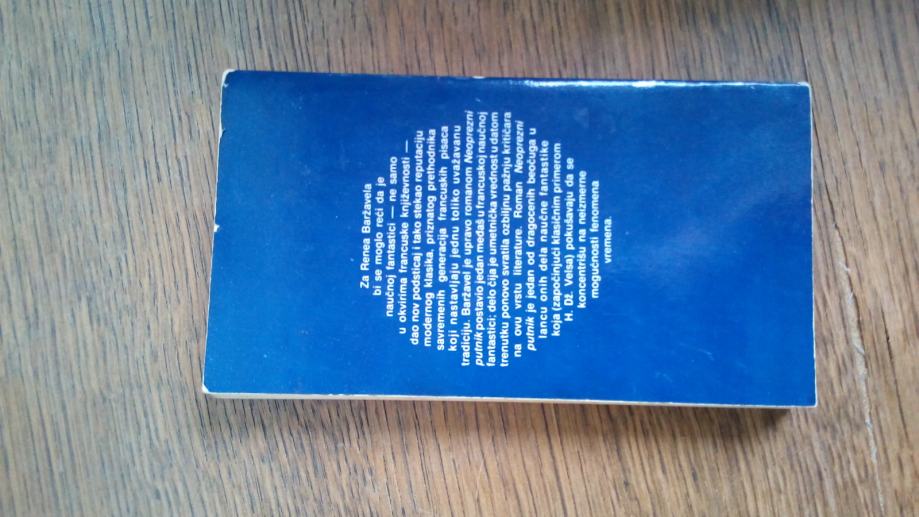 Za Renea Baržavela
bi se moglo reći da je
naučnoj fantastici — ne samo
u okvirima francuske književnosti —
dao nov podsticaj i tako stekao reputaciju
modernog klasika, priznatog prethodnika
savremenih generacija francuskih pisaca
koji nastavljaju jednu toliko uvažavanu
tradiciju. Baržavel je upravo romanom Neoprezni
putnik postavio jedan međaš u francuskoj naučnoj
fantastici; delo čija je umetnička vrednost u datom
trenutku ponovo svratila ozbiljnu pažnju kritičara
na ovu vrstu literature. Roman Neoprezni
putnik je jedan od dragocenih beočuga u
lancu onih dela naučne fantastike
koja (započinjući klasičnim primerom
H. Dž. Velsa) pokušavaju da se
koncentrišu na neizmerne
mogućnosti fenomena
vremena.